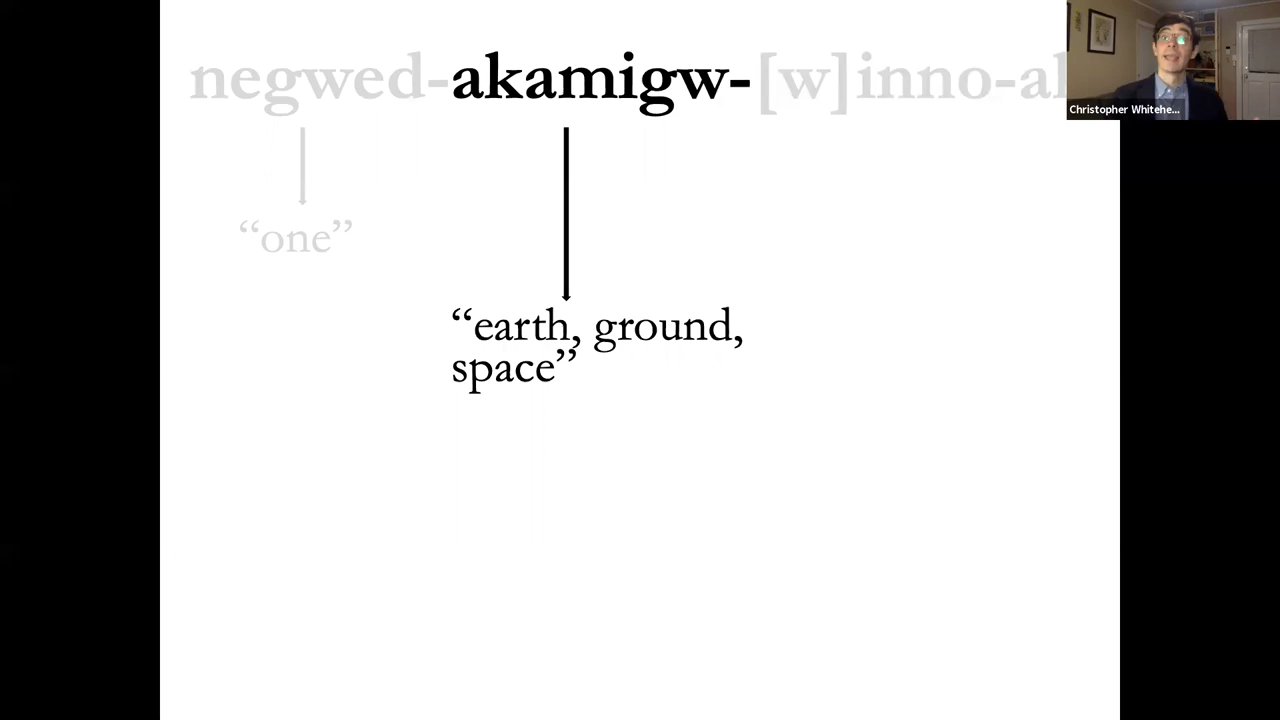 negwed-akamigw-[w]inno-al
Christopher Whitehe...
“one”
“earth, ground,
space”